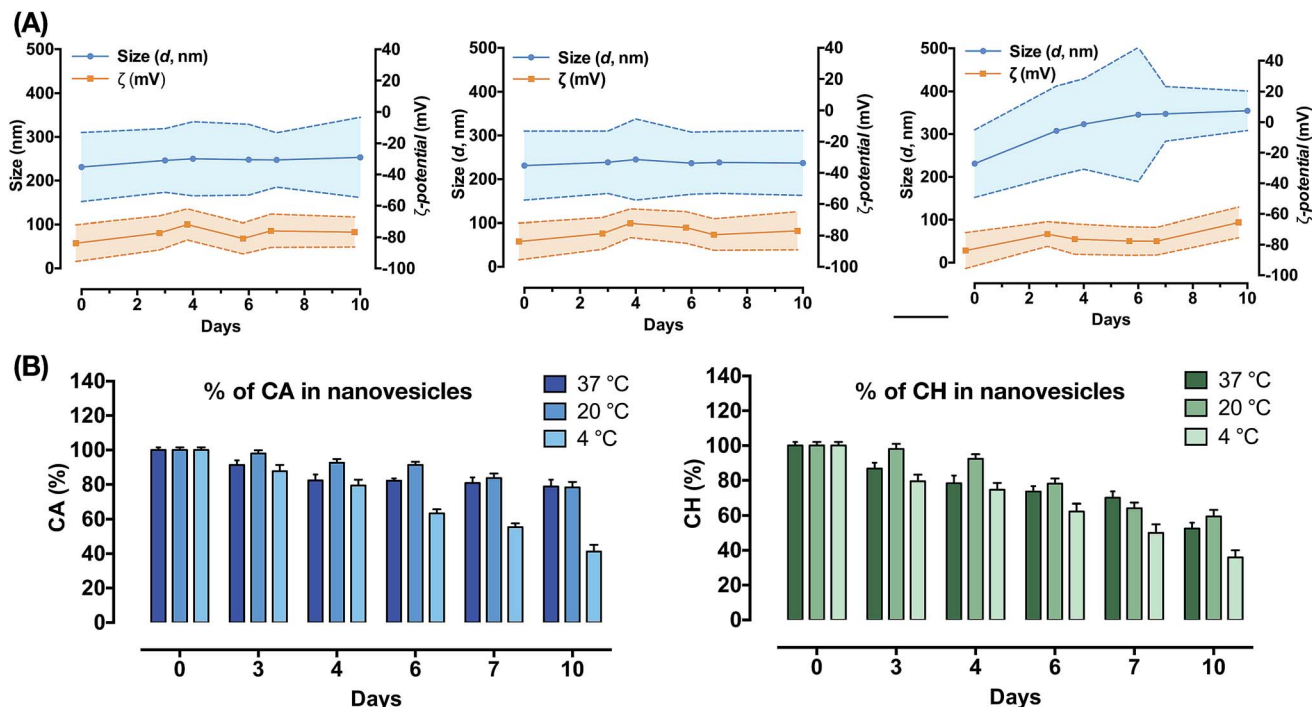 (A)
Size (d, nm)
ζ (mV)
500
400
300
200
100
0
Size (nm)
40
20
0
-20
-40
-60
-80
-100
ζ-potential (mV)
0 2 4 6 8 10
Days
Size (d, nm)
ζ (mV)
500
400
300
200
100
0
Size (d, nm)
40
20
0
-20
-40
-60
-80
-100
ζ-potential (mV)
0 2 4 6 8 10
Days
Size (d, nm)
ζ (mV)
500
400
300
200
100
0
Size (d, nm)
40
20
0
-20
-40
-60
-80
-100
ζ-potential (mV)
0 2 4 6 8 10
Days
(B)
% of CA in nanovesicles
37 °C
20 °C
4 °C
140
120
100
80
60
40
20
0
CA (%)
0 3 4 6 7 10
Days
% of CH in nanovesicles
37 °C
20 °C
4 °C
140
120
100
80
60
40
20
0
CH (%)
0 3 4 6 7 10
Days